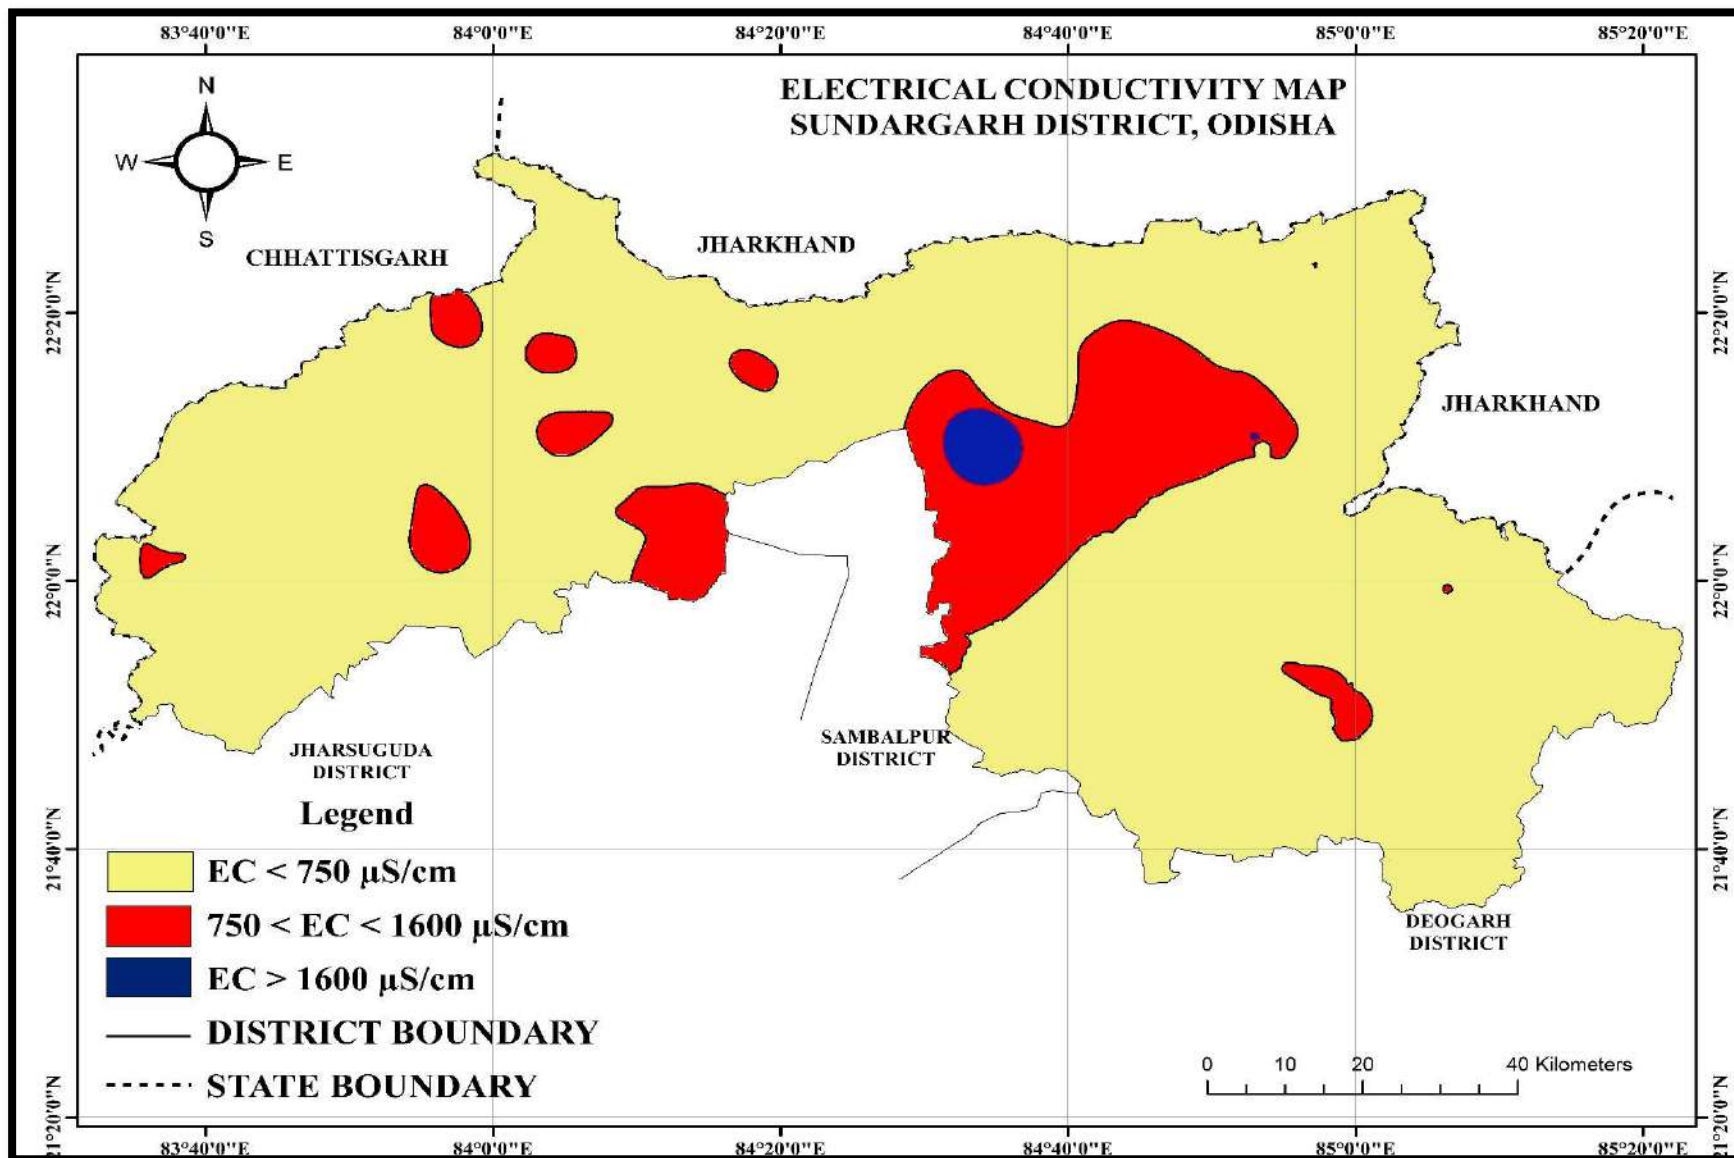 83°40'0"E 84°0'0"E 84°20'0"E 84°40'0"E 85°0'0"E 85°20'0"E
ELECTRICAL CONDUCTIVITY MAP
SUNDARGARH DISTRICT, ODISHA
N
W E
S
CHHATTISGARH
JHARKHAND
JHARKHAND
22°20'0"N
22°20'0"N
22°0'0"N
22°0'0"N
JHARSUGUDA
DISTRICT
SAMBALPUR
DISTRICT
Legend
EC < 750 µS/cm
750 < EC < 1600 µS/cm
EC > 1600 µS/cm
DISTRICT BOUNDARY
STATE BOUNDARY
21°40'0"N
21°40'0"N
DEOGARH
DISTRICT
0 10 20 40 Kilometers
21°20'0"N
21°20'0"N
83°40'0"E 84°0'0"E 84°20'0"E 84°40'0"E 85°0'0"E 85°20'0"E